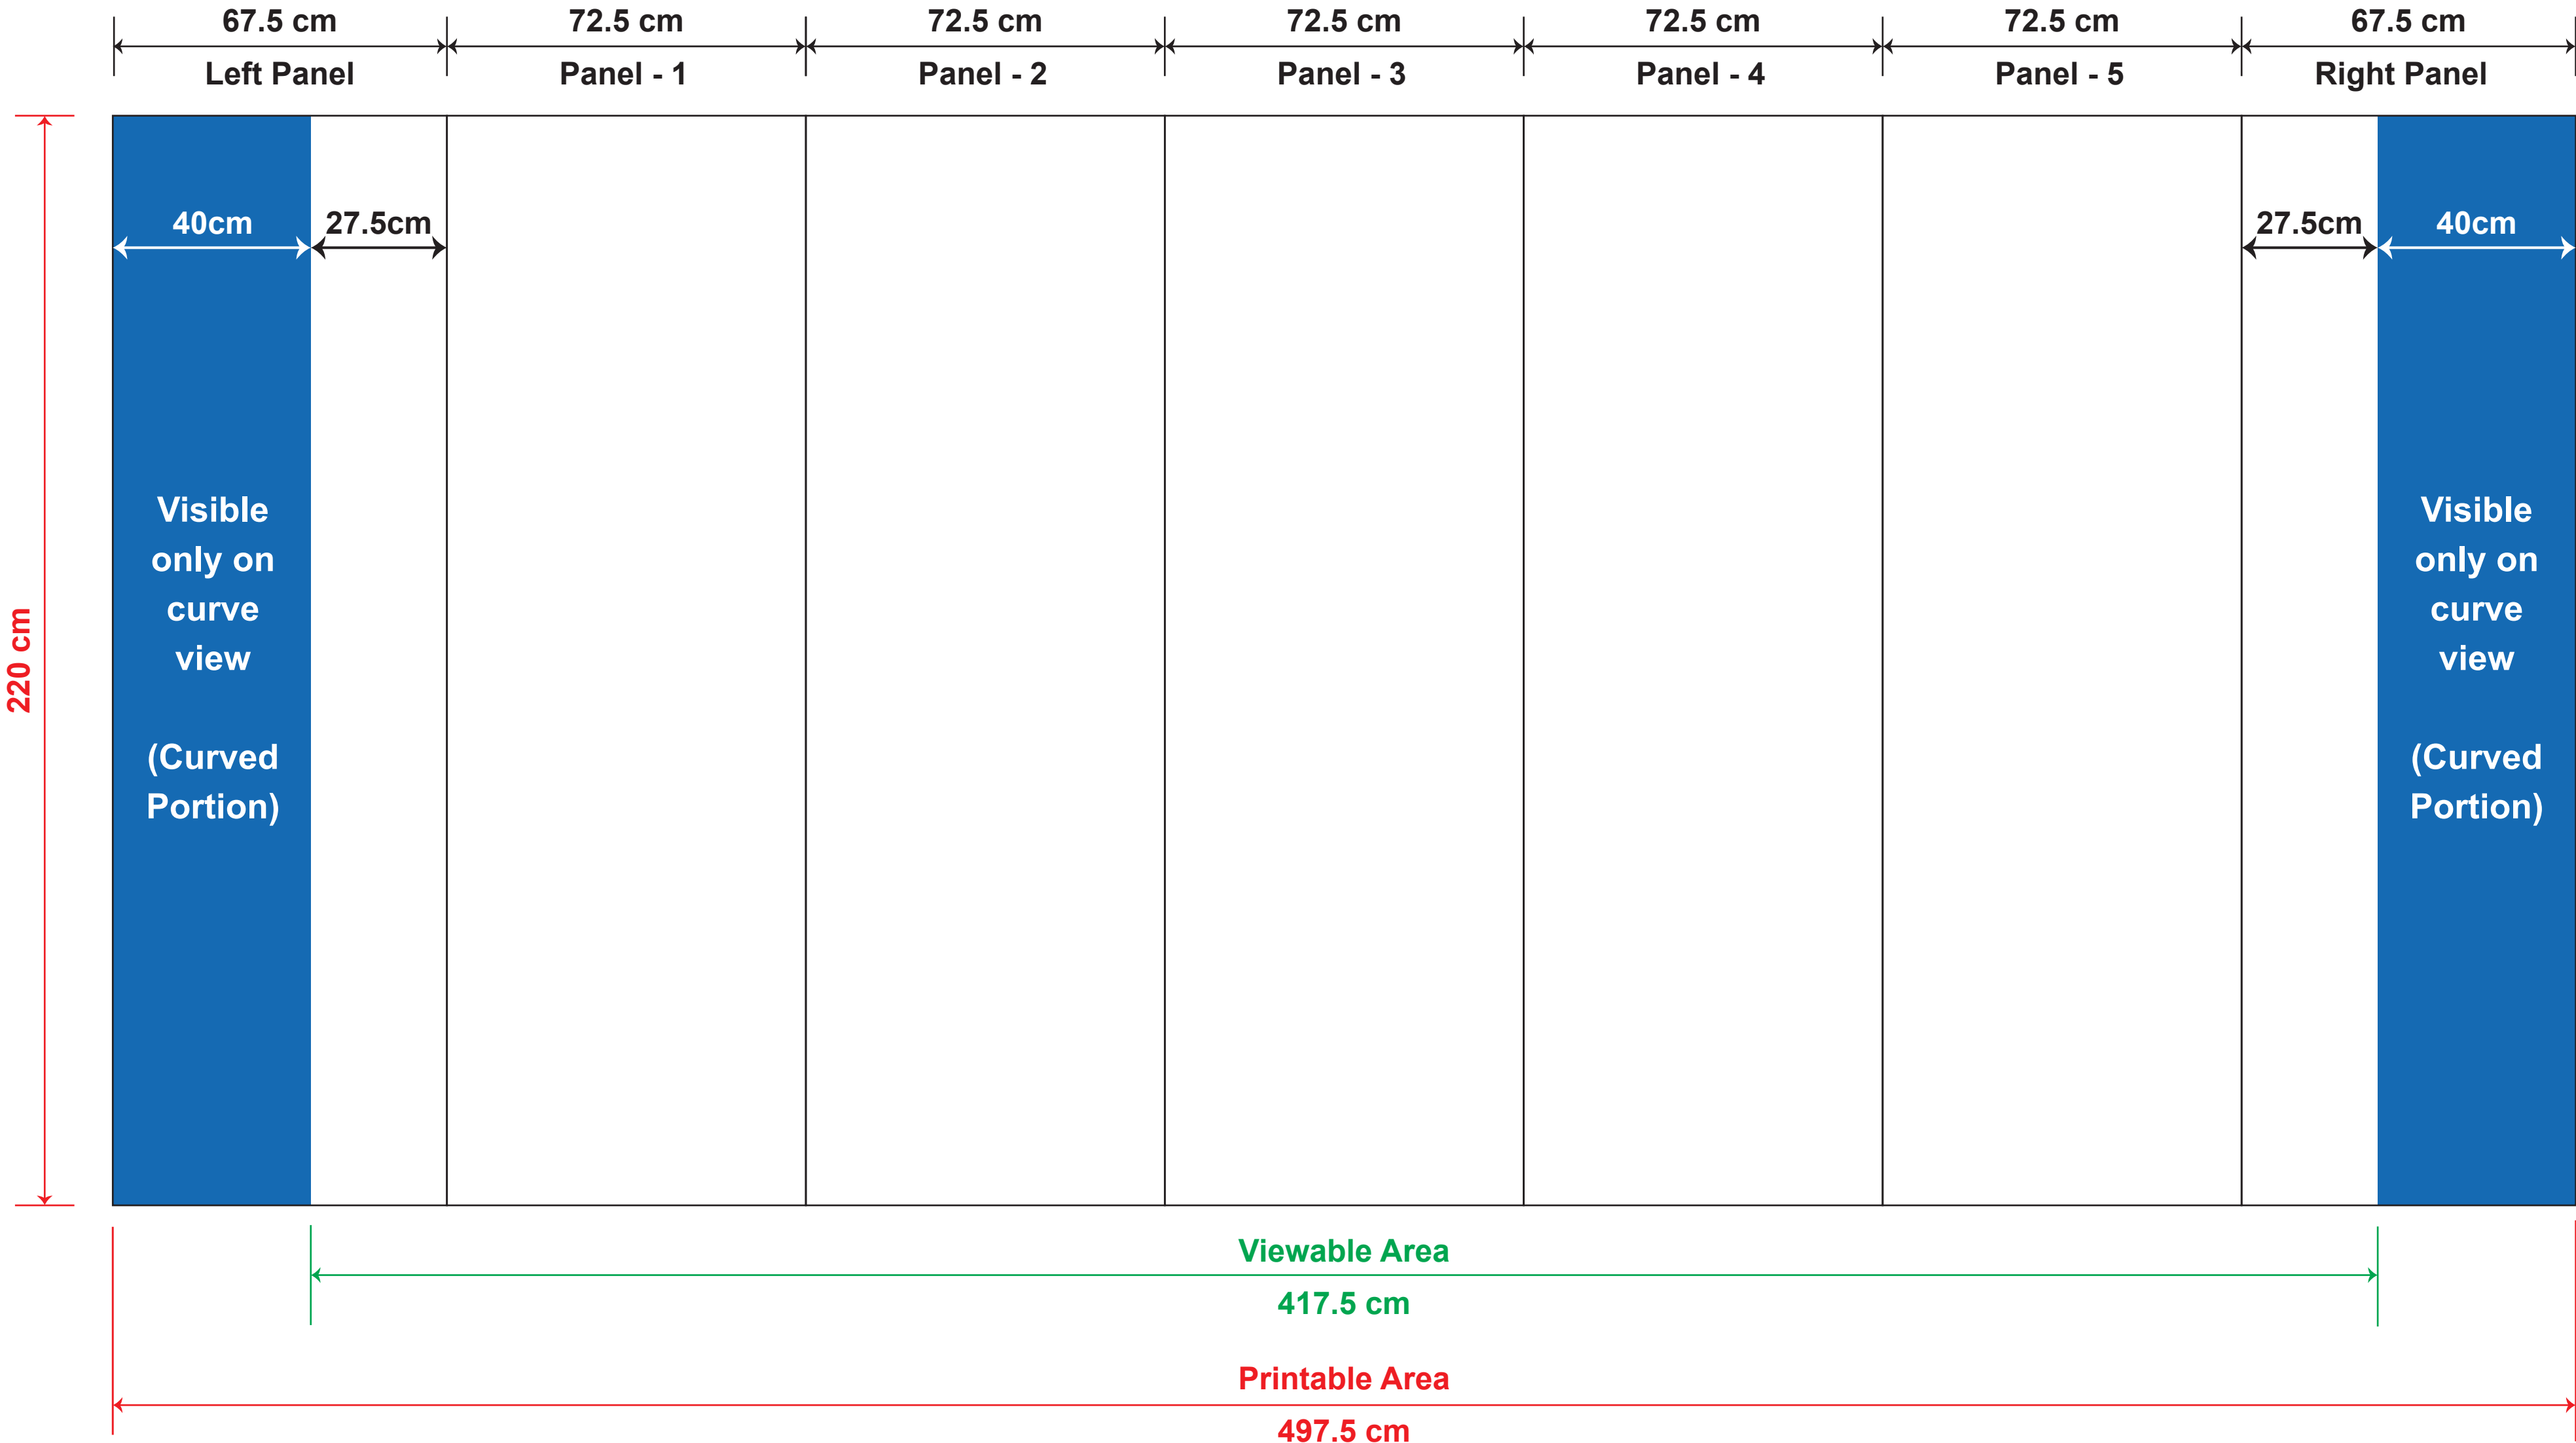 67.5 cm
72.5 cm
72.5 cm
72.5 cm
72.5 cm
72.5 cm
67.5 cm
Left Panel
Panel - 1
Panel - 2
Panel - 3
Panel - 4
Panel - 5
Right Panel
40cm
27.5cm
27.5cm
40cm
Visible
only on
curve
view
(Curved
Portion)
Visible
only on
curve
view
(Curved
Portion)
220 cm
Viewable Area
417.5 cm
Printable Area
497.5 cm